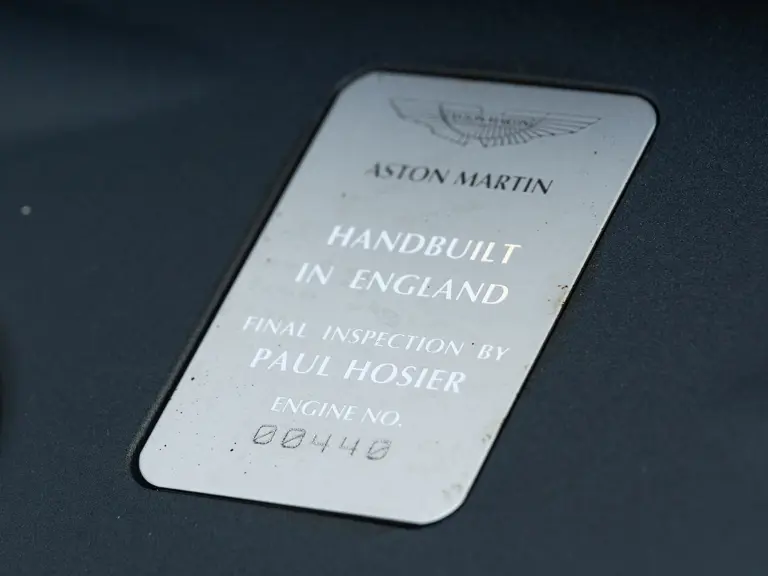 ASTON MARTIN
HANDBUILT
IN ENGLAND
FINAL INSPECTION BY
PAUL HOSIER
ENGINE NO.
00440